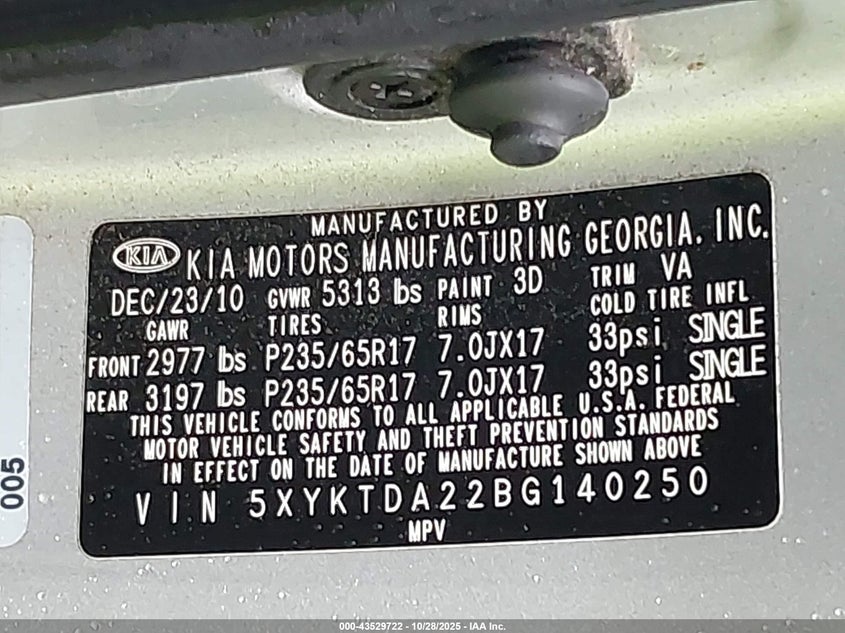 MANUFACTURED BY
KIA KIA MOTORS MANUFACTURING GEORGIA, INC.
DEC/23/10 GVWR 5313 lbs PAINT 3D TRIM VA
GAWR TIRES RIMS COLD TIRE INFL
FRONT 2977 lbs P235/65R17 7.0JX17 33psi SINGLE
REAR 3197 lbs P235/65R17 7.0JX17 33psi SINGLE
THIS VEHICLE CONFORMS TO ALL APPLICABLE U.S.A. FEDERAL
MOTOR VEHICLE SAFETY AND THEFT PREVENTION STANDARDS
IN EFFECT ON THE DATE OF MANUFACTURE SHOWN ABOVE
VIN 5XYKTDA22BG140250
MPV
005
000-43529722 | 10/28/2025 - IAA Inc.